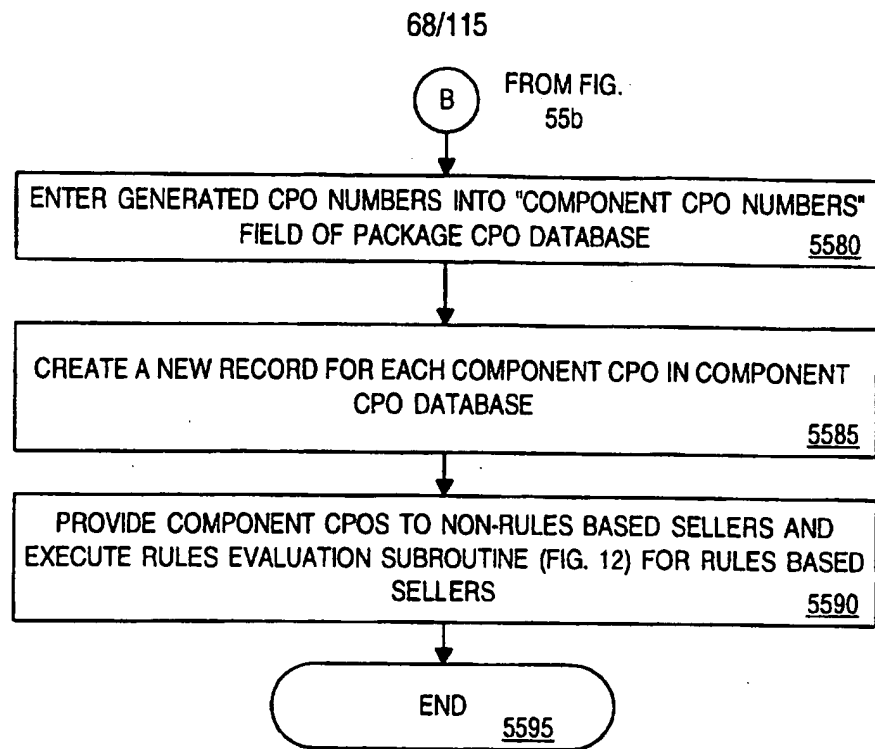 68/115
B
FROM FIG.
55b
ENTER GENERATED CPO NUMBERS INTO "COMPONENT CPO NUMBERS"
FIELD OF PACKAGE CPO DATABASE
5580
CREATE A NEW RECORD FOR EACH COMPONENT CPO IN COMPONENT
CPO DATABASE
5585
PROVIDE COMPONENT CPOS TO NON-RULES BASED SELLERS AND
EXECUTE RULES EVALUATION SUBROUTINE (FIG. 12) FOR RULES BASED
SELLERS
5590
END
5595